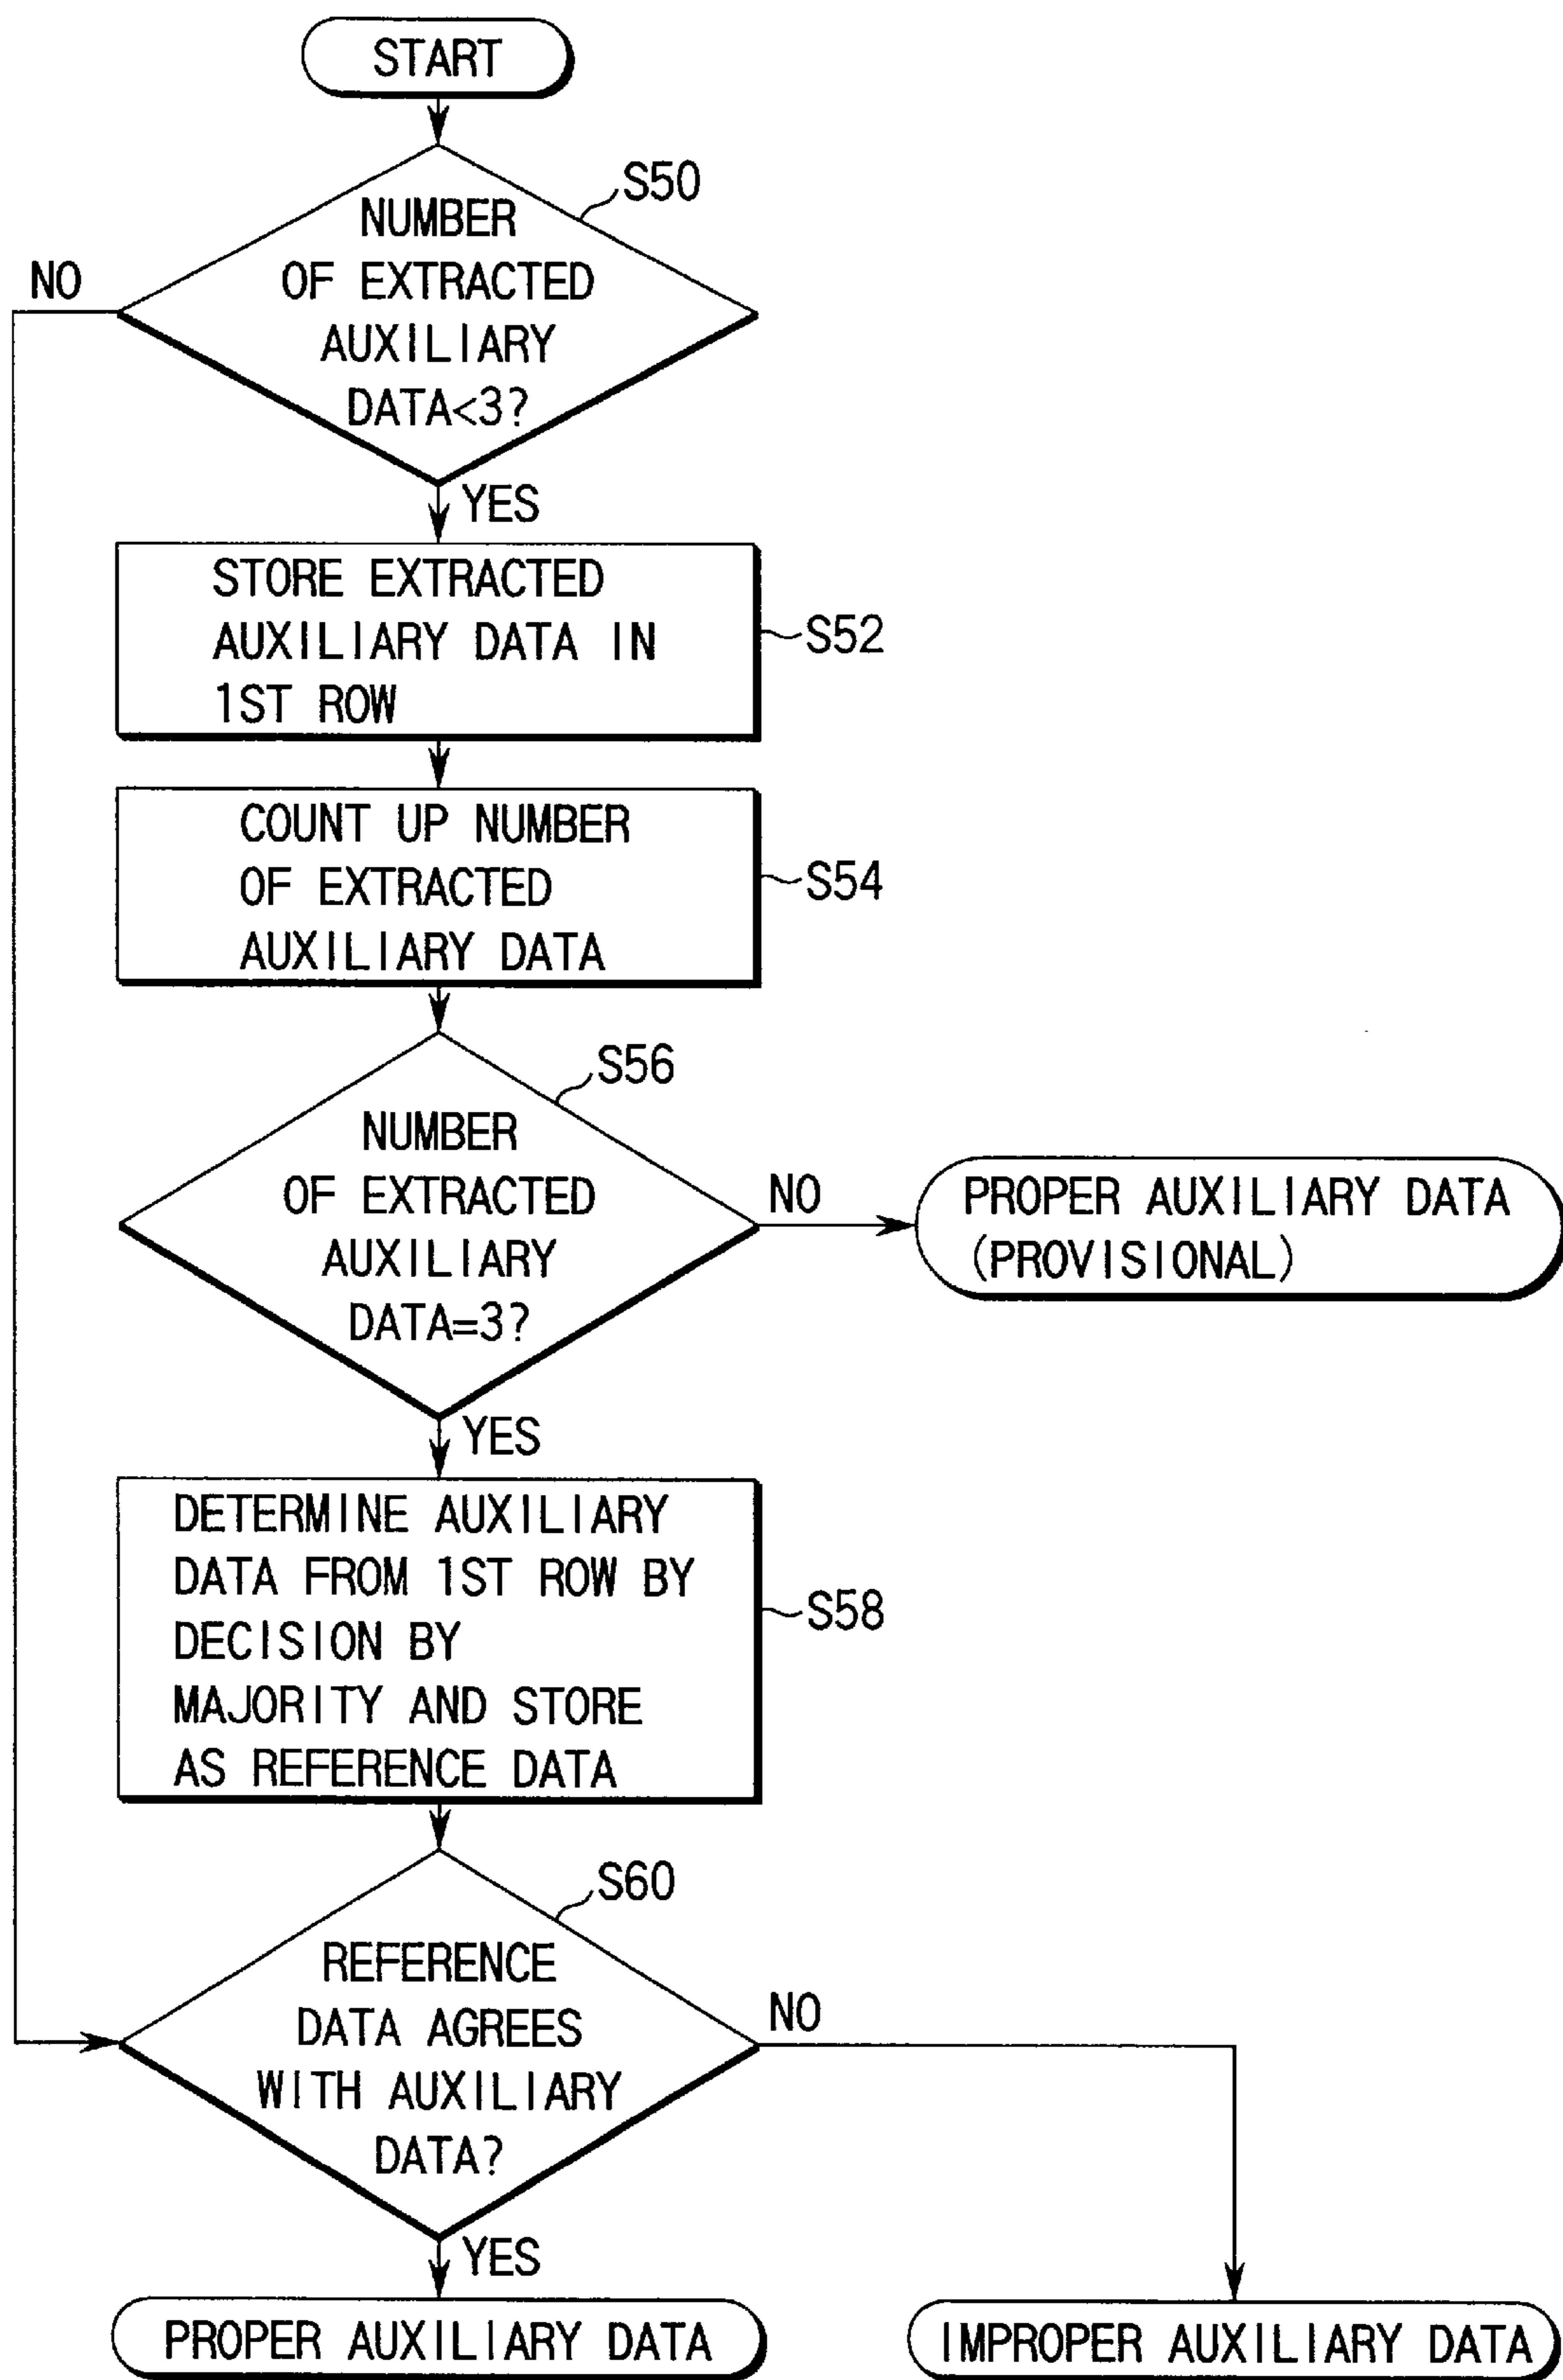 START
S50
NUMBER
OF EXTRACTED
AUXILIARY
DATA<3?
NO
YES
STORE EXTRACTED
AUXILIARY DATA IN
1ST ROW
S52
COUNT UP NUMBER
OF EXTRACTED
AUXILIARY DATA
S54
S56
NUMBER
OF EXTRACTED
AUXILIARY
DATA=3?
NO
PROPER AUXILIARY DATA
(PROVISIONAL)
YES
DETERMINE AUXILIARY
DATA FROM 1ST ROW BY
DECISION BY
MAJORITY AND STORE
AS REFERENCE DATA
S58
S60
REFERENCE
DATA AGREES
WITH AUXILIARY
DATA?
NO
YES
PROPER AUXILIARY DATA
IMPROPER AUXILIARY DATA